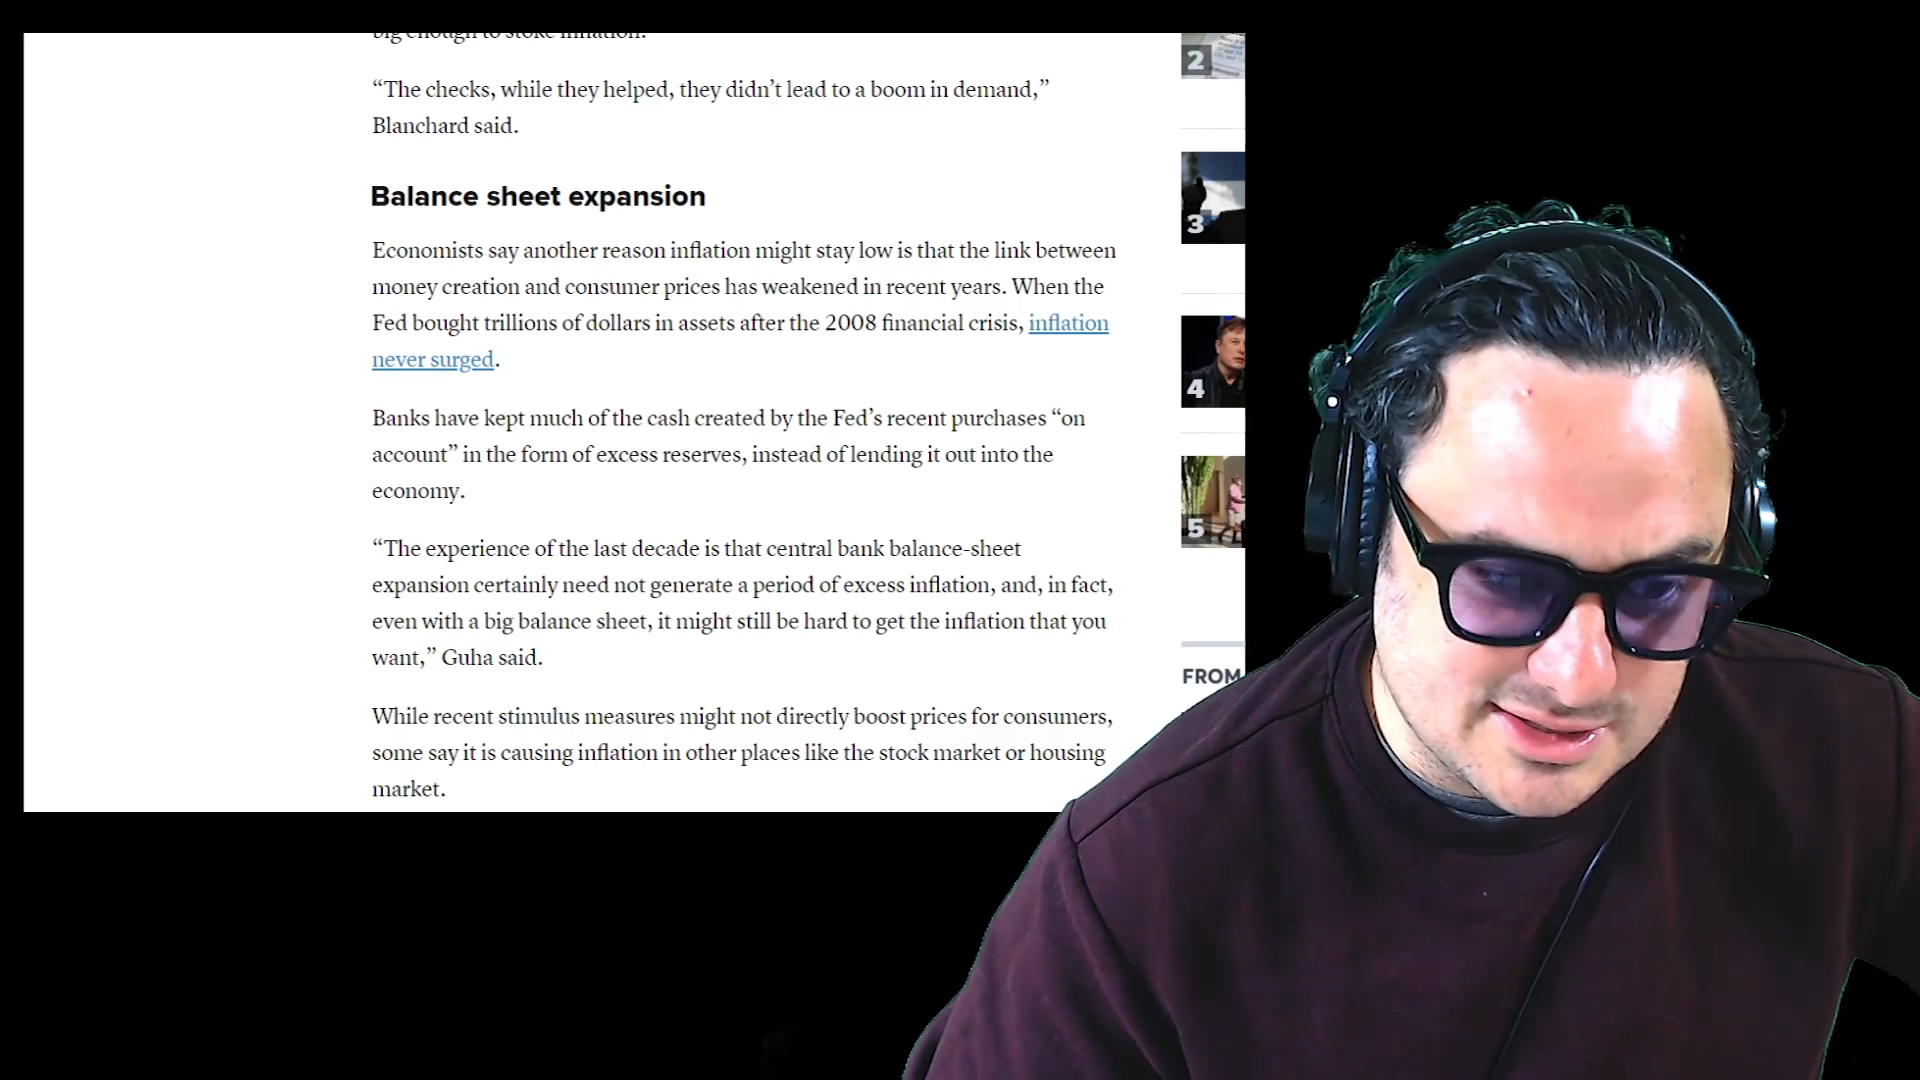 big enough to stoke inflation.
“The checks, while they helped, they didn’t lead to a boom in demand,”
Blanchard said.
Balance sheet expansion
Economists say another reason inflation might stay low is that the link between
money creation and consumer prices has weakened in recent years. When the
Fed bought trillions of dollars in assets after the 2008 financial crisis, inflation
never surged.
Banks have kept much of the cash created by the Fed’s recent purchases “on
account” in the form of excess reserves, instead of lending it out into the
economy.
“The experience of the last decade is that central bank balance-sheet
expansion certainly need not generate a period of excess inflation, and, in fact,
even with a big balance sheet, it might still be hard to get the inflation that you
want,” Guha said.
While recent stimulus measures might not directly boost prices for consumers,
some say it is causing inflation in other places like the stock market or housing
market.
2
3
4
5
FROM